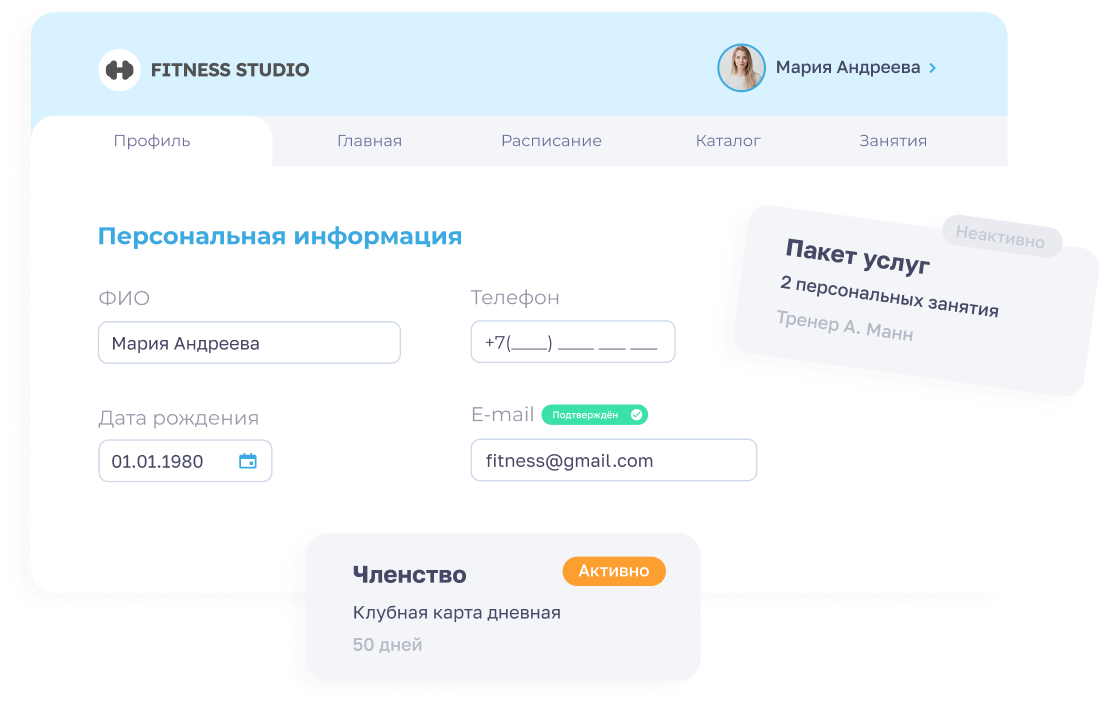 FITNESS STUDIO
Мария Андреева
Профиль
Главная
Расписание
Каталог
Занятия
Персональная информация
ФИО
Мария Андреева
Телефон
+7(____) ____ ___ ___
Дата рождения
01.01.1980
E-mail
Подтверждён
fitness@gmail.com
Неактивно
Пакет услуг
2 персональных занятия
Тренер А. Манн
Членство
Активно
Клубная карта дневная
50 дней